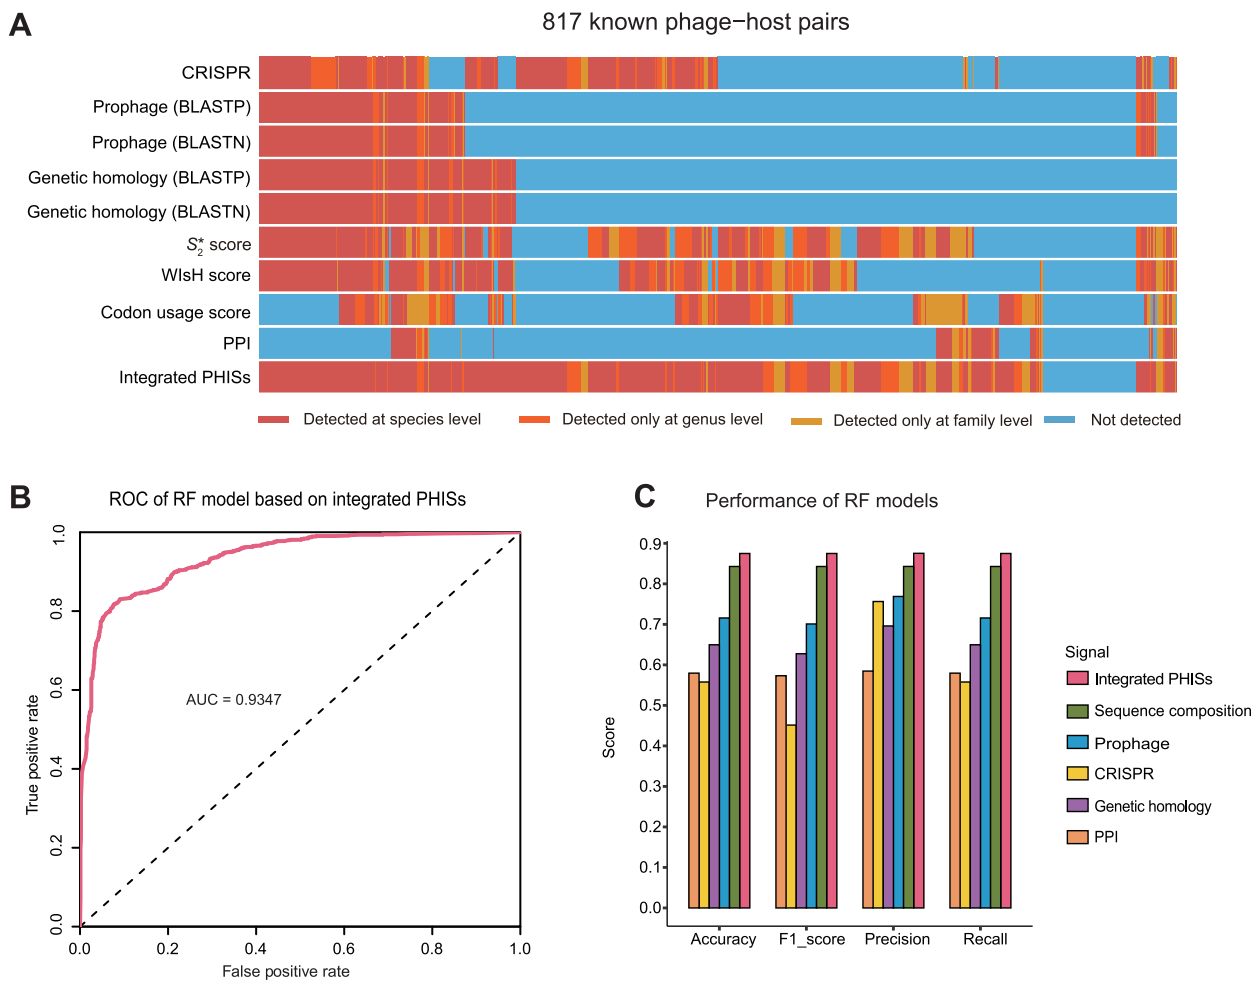 A
817 known phage−host pairs
CRISPR
Prophage (BLASTP)
Prophage (BLASTN)
Genetic homology (BLASTP)
Genetic homology (BLASTN)
S₂* score
WIsH score
Codon usage score
PPI
Integrated PHISs
Detected at species level
Detected only at genus level
Detected only at family level
Not detected
B
ROC of RF model based on integrated PHISs
True positive rate
1.0
0.8
0.6
0.4
0.2
0.0
AUC = 0.9347
0.0 0.2 0.4 0.6 0.8 1.0
False positive rate
C
Performance of RF models
Score
0.9
0.8
0.7
0.6
0.5
0.4
0.3
0.2
0.1
0.0
Accuracy F1_score Precision Recall
Signal
Integrated PHISs
Sequence composition
Prophage
CRISPR
Genetic homology
PPI